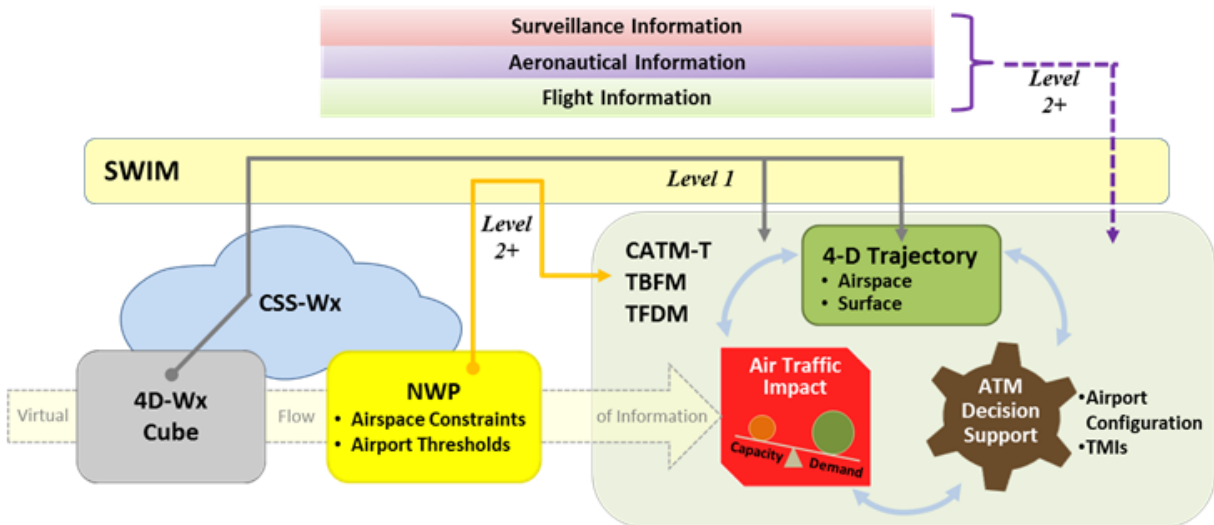 Surveillance Information
Aeronautical Information
Flight Information
Level
2+
SWIM
Level 1
Level
2+
CSS-Wx
CATM-T
TBFM
TFDM
4-D Trajectory
• Airspace
• Surface
Virtual
4D-Wx
Cube
Flow
NWP
• Airspace Constraints
• Airport Thresholds
of Information
Air Traffic
Impact
Capacity
Demand
ATM
Decision
Support
•Airport
Configuration
•TMIs